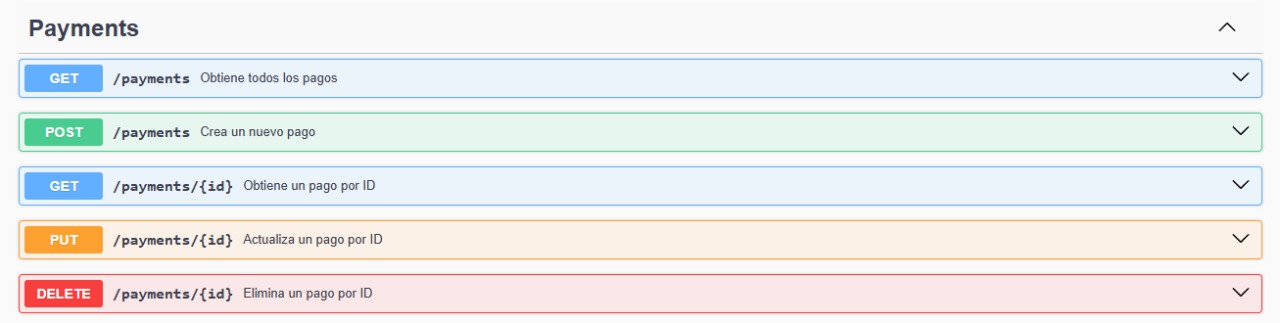 Payments
GET /payments Obtiene todos los pagos
POST /payments Crea un nuevo pago
GET /payments/{id} Obtiene un pago por ID
PUT /payments/{id} Actualiza un pago por ID
DELETE /payments/{id} Elimina un pago por ID